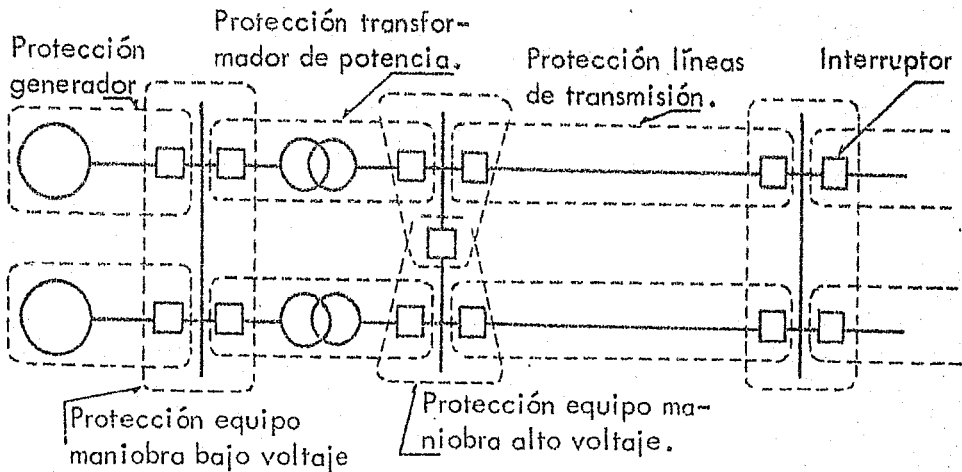 Protección
generador
Protección transfor-
mador de potencia.
Protección líneas
de transmisión.
Interruptor
Protección equipo
maniobra bajo voltaje
Protección equipo ma-
niobra alto voltaje.